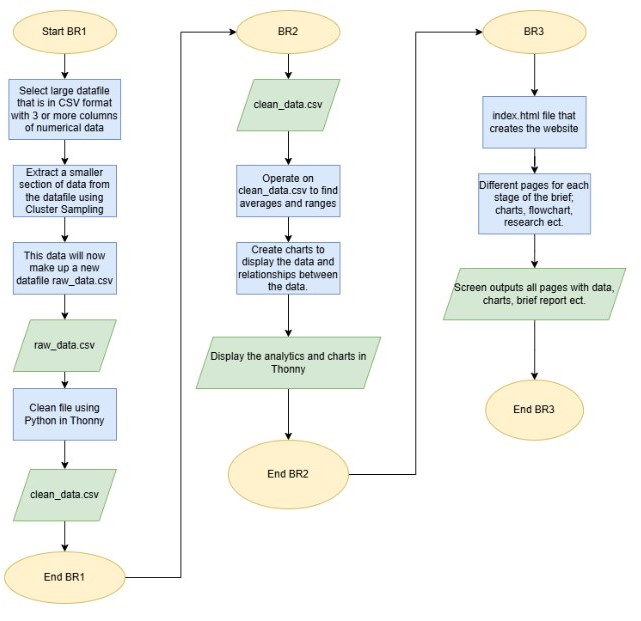 Start BR1
Select large datafile
that is in CSV format
with 3 or more columns
of numerical data
Extract a smaller
section of data from
the datafile using
Cluster Sampling
This data will now
make up a new
datafile raw_data.csv
raw_data.csv
Clean file using
Python in Thonny
clean_data.csv
End BR1
BR2
clean_data.csv
Operate on
clean_data.csv to find
averages and ranges
Create charts to
display the data and
relationships between
the data.
Display the analytics and charts in
Thonny
End BR2
BR3
index.html file that
creates the website
Different pages for each
stage of the brief;
charts, flowchart,
research ect.
Screen outputs all pages with data,
charts, brief report ect.
End BR3